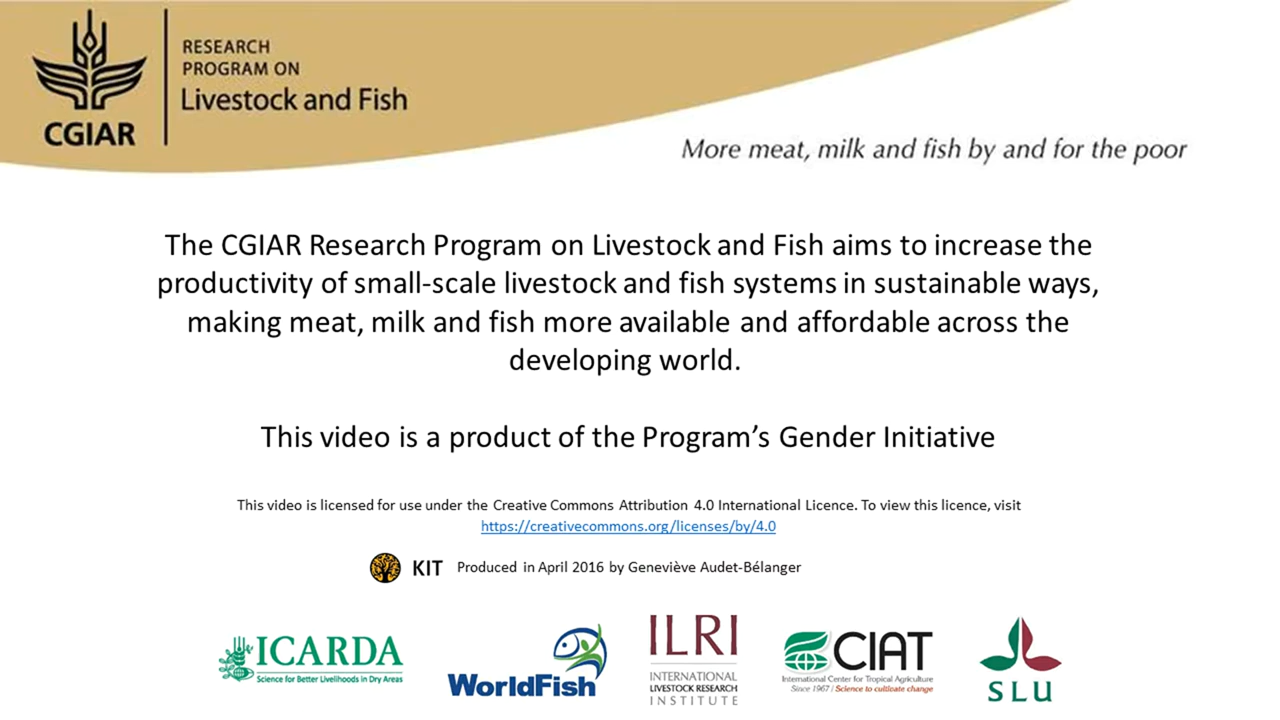 RESEARCH
PROGRAM ON
Livestock and Fish
CGIAR
More meat, milk and fish by and for the poor
The CGIAR Research Program on Livestock and Fish aims to increase the
productivity of small-scale livestock and fish systems in sustainable ways,
making meat, milk and fish more available and affordable across the
developing world.
This video is a product of the Program’s Gender Initiative
This video is licensed for use under the Creative Commons Attribution 4.0 International Licence. To view this licence, visit
https://creativecommons.org/licenses/by/4.0
KIT Produced in April 2016 by Geneviève Audet-Bélanger
ICARDA
Science for Better Livelihoods in Dry Areas
WorldFish
ILRI
INTERNATIONAL
LIVESTOCK RESEARCH
INSTITUTE
CIAT
International Center for Tropical Agriculture
Since 1967 / Science to cultivate change
SLU